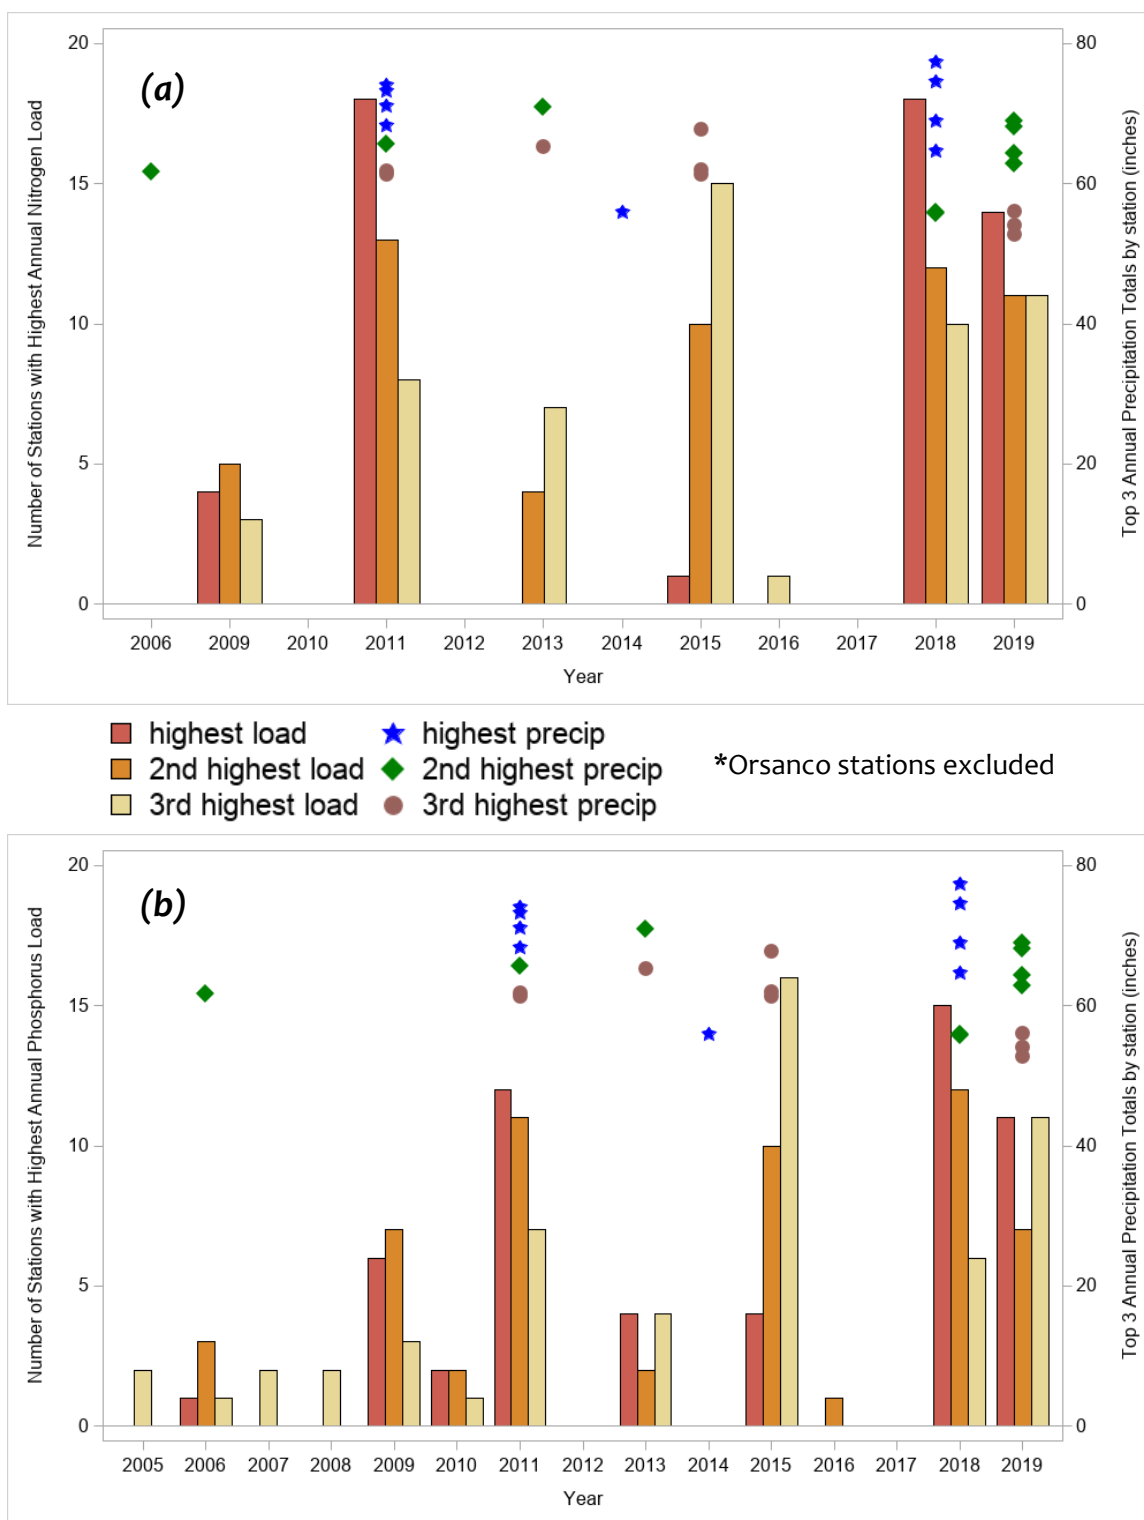 (a)
Number of Stations with Highest Annual Nitrogen Load
Top 3 Annual Precipitation Totals by station (inches)
20
15
10
5
0
80
60
40
20
0
2006 2009 2010 2011 2012 2013 2014 2015 2016 2017 2018 2019
Year
highest load
highest precip
2nd highest load
2nd highest precip
3rd highest load
3rd highest precip
*Orsanco stations excluded
(b)
Number of Stations with Highest Annual Phosphorus Load
Top 3 Annual Precipitation Totals by station (inches)
20
15
10
5
0
80
60
40
20
0
2005 2006 2007 2008 2009 2010 2011 2012 2013 2014 2015 2016 2017 2018 2019
Year